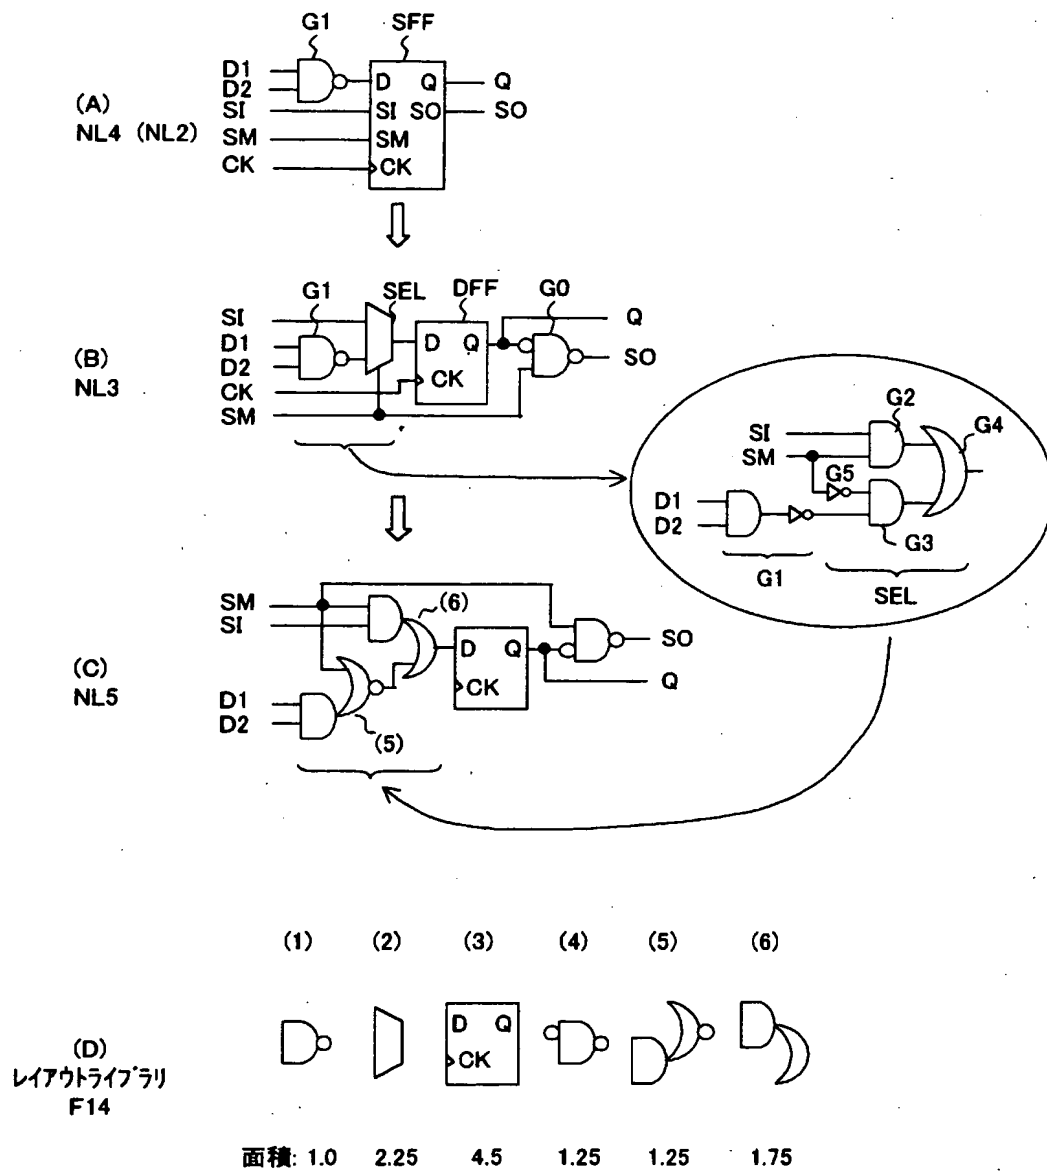 G1 SFF
D1
D2
D Q Q
(A)
NL4 (NL2)
SI SI SO SO
SM SM
CK CK
G1 SEL DFF G0
SI Q
(B)
NL3
D1 D Q
D2 SO
CK CK
SM
G2
SI G4
SM
G5
D1
D2
G3
G1
SEL
(C)
NL5
SM (6)
SI SO
D Q
CK Q
D1
D2
(5)
(1) (2) (3) (4) (5) (6)
D Q
CK
(D)
レイアウトライブラリ
F14
面積: 1.0 2.25 4.5 1.25 1.25 1.75